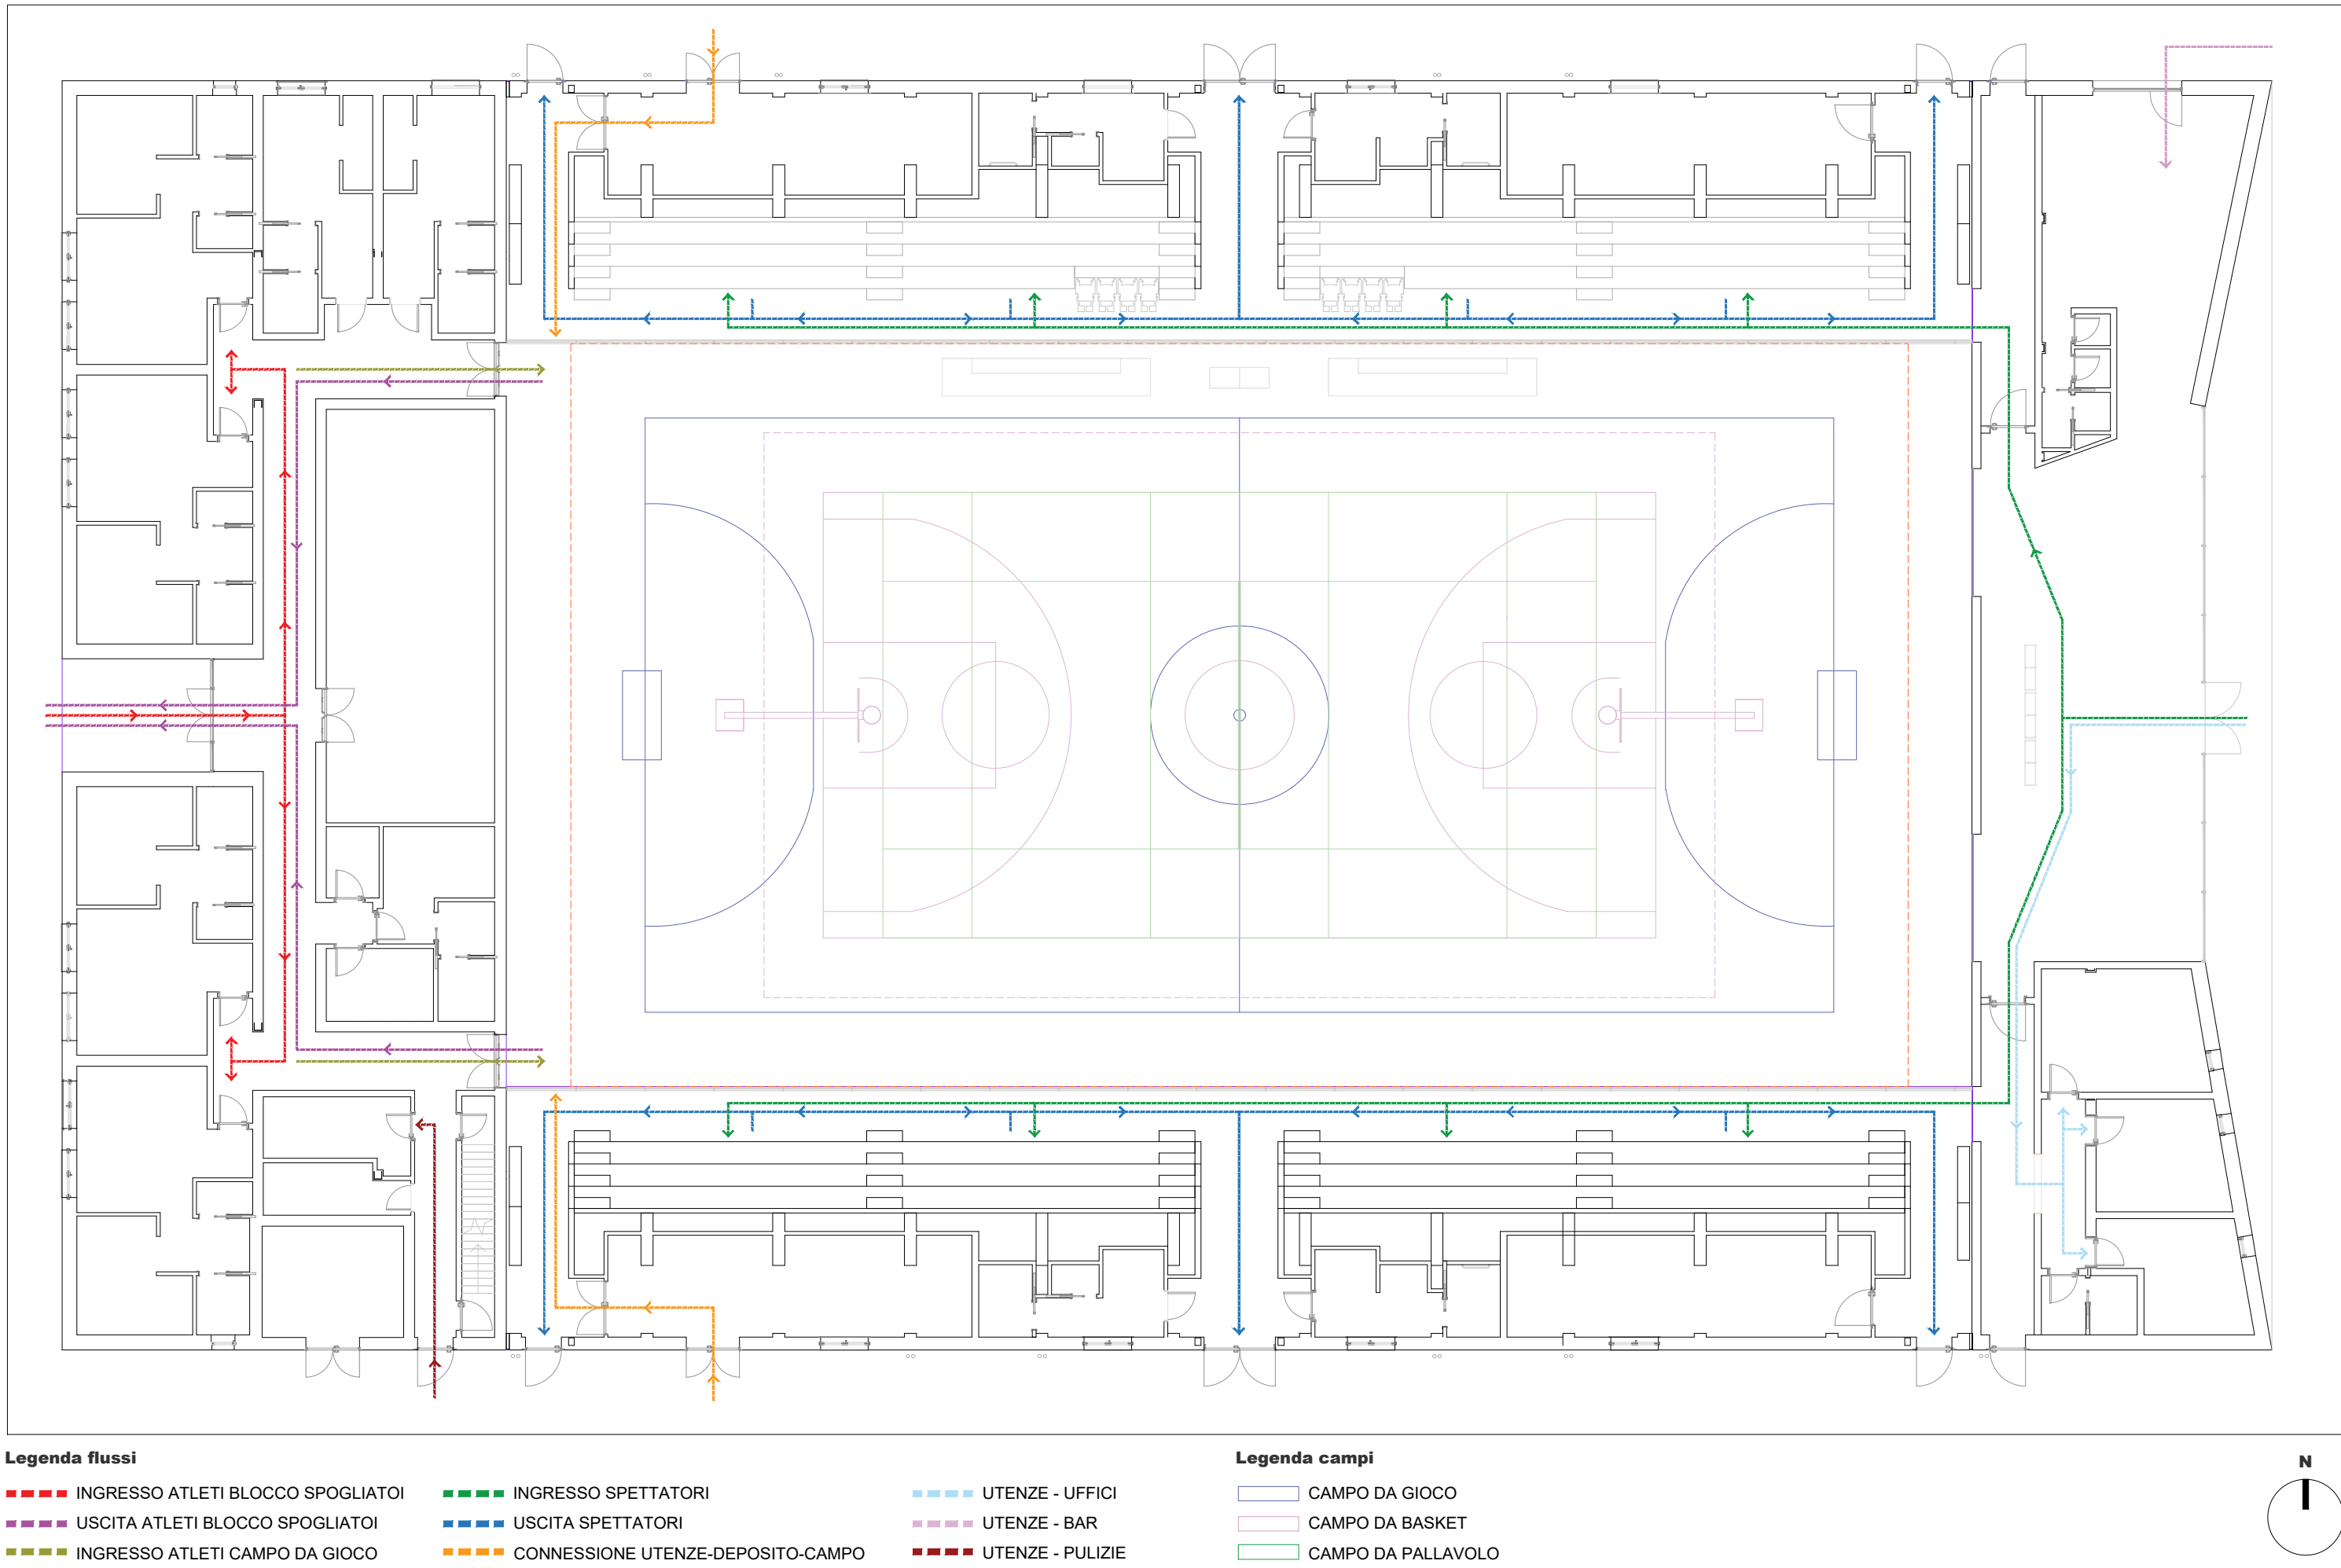 Legenda flussi
INGRESSO ATLETI BLOCCO SPOGLIATOI
USCITA ATLETI BLOCCO SPOGLIATOI
INGRESSO ATLETI CAMPO DA GIOCO
INGRESSO SPETTATORI
USCITA SPETTATORI
CONNESSIONE UTENZE-DEPOSITO-CAMPO
UTENZE - UFFICI
UTENZE - BAR
UTENZE - PULIZIE
Legenda campi
CAMPO DA GIOCO
CAMPO DA BASKET
CAMPO DA PALLAVOLO
N